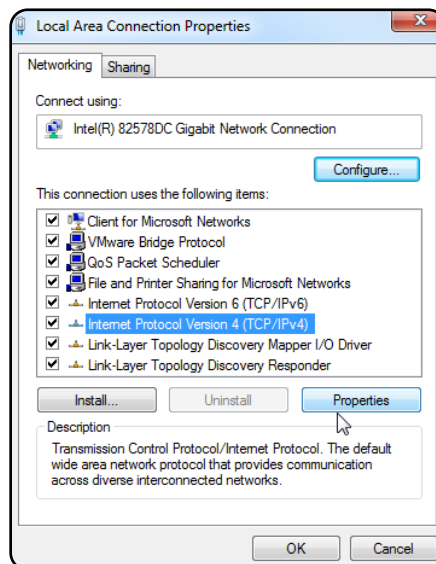 Local Area Connection Properties
Networking
Sharing
Connect using:
Intel(R) 82578DC Gigabit Network Connection
Configure...
This connection uses the following items:
Client for Microsoft Networks
VMware Bridge Protocol
QoS Packet Scheduler
File and Printer Sharing for Microsoft Networks
Internet Protocol Version 6 (TCP/IPv6)
Internet Protocol Version 4 (TCP/IPv4)
Link-Layer Topology Discovery Mapper I/O Driver
Link-Layer Topology Discovery Responder
Install...
Uninstall
Properties
Description
Transmission Control Protocol/Internet Protocol. The default
wide area network protocol that provides communication
across diverse interconnected networks.
OK
Cancel